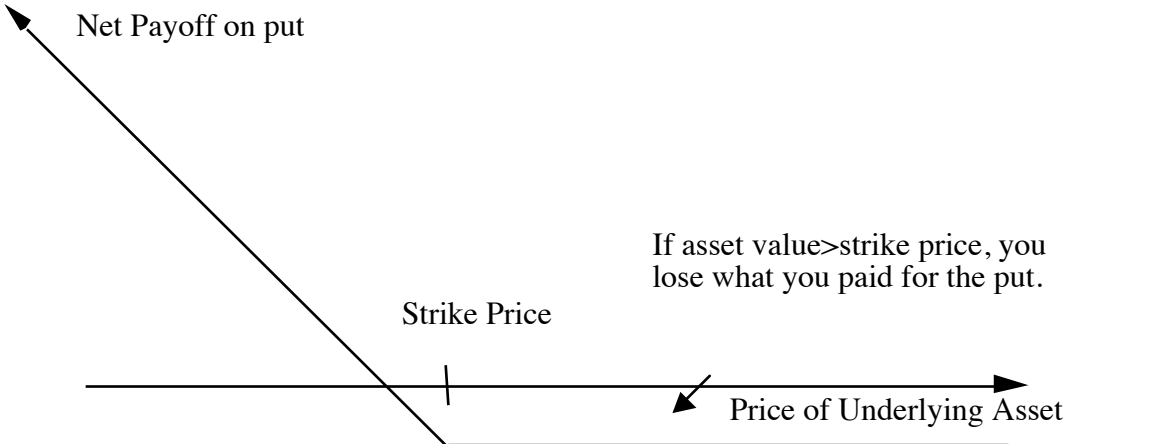 Net Payoff on put
If asset value>strike price, you
lose what you paid for the put.
Strike Price
Price of Underlying Asset